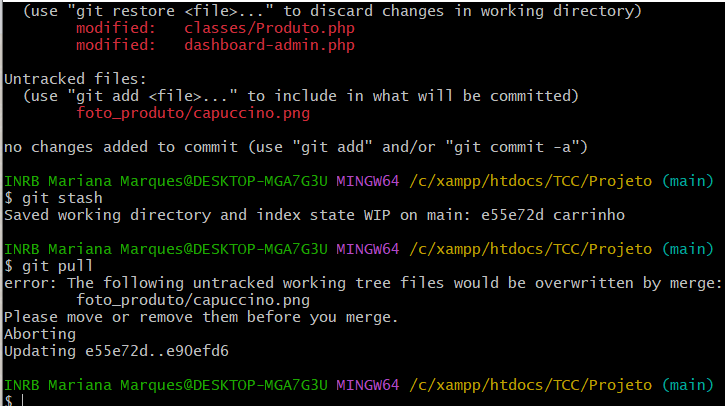 (use "git restore <file>..." to discard changes in working directory)
modified:   classes/Produto.php
modified:   dashboard-admin.php
Untracked files:
(use "git add <file>..." to include in what will be committed)
foto_produto/capuccino.png
no changes added to commit (use "git add" and/or "git commit -a")
INRB Mariana Marques@DESKTOP-MGA7G3U MINGW64 /c/xampp/htdocs/TCC/Projeto (main)
$ git stash
Saved working directory and index state WIP on main: e55e72d carrinho
INRB Mariana Marques@DESKTOP-MGA7G3U MINGW64 /c/xampp/htdocs/TCC/Projeto (main)
$ git pull
error: The following untracked working tree files would be overwritten by merge:
foto_produto/capuccino.png
Please move or remove them before you merge.
Aborting
Updating e55e72d..e90efd6
INRB Mariana Marques@DESKTOP-MGA7G3U MINGW64 /c/xampp/htdocs/TCC/Projeto (main)
$